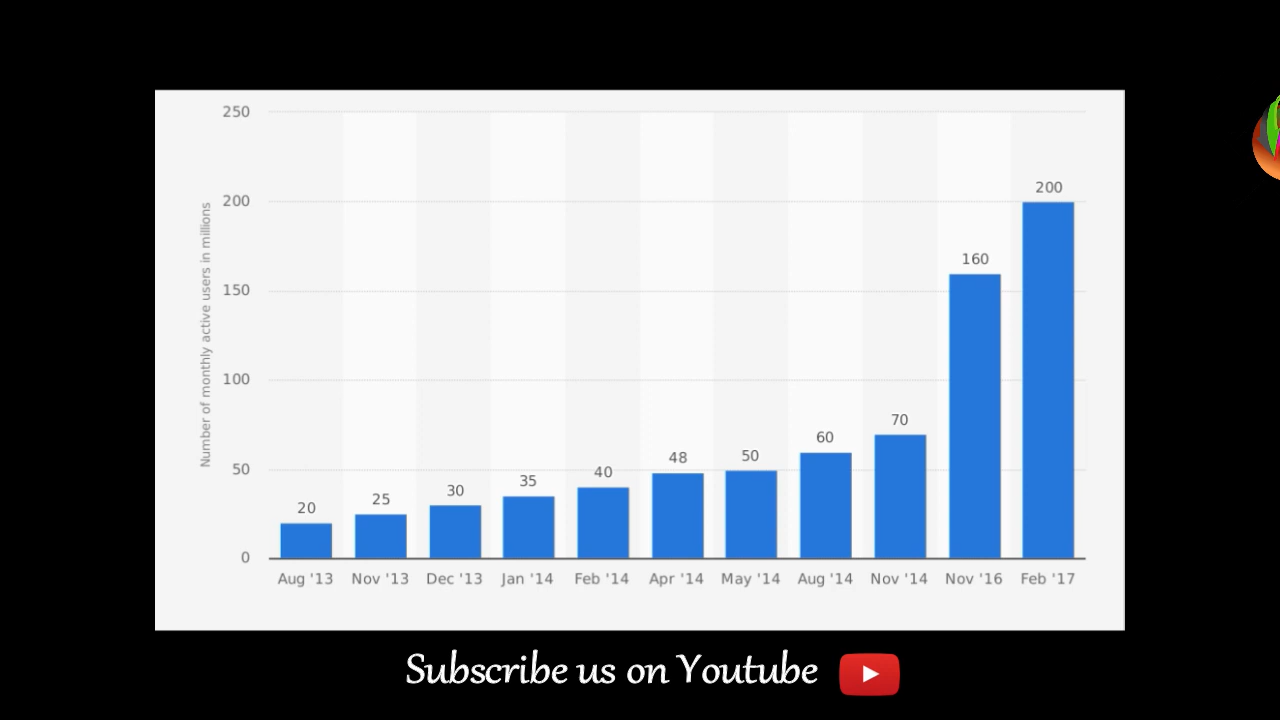 250
200
150
100
50
0
Number of monthly active users in millions
20
25
30
35
40
48
50
60
70
160
200
Aug '13
Nov '13
Dec '13
Jan '14
Feb '14
Apr '14
May '14
Aug '14
Nov '14
Nov '16
Feb '17
Subscribe us on Youtube